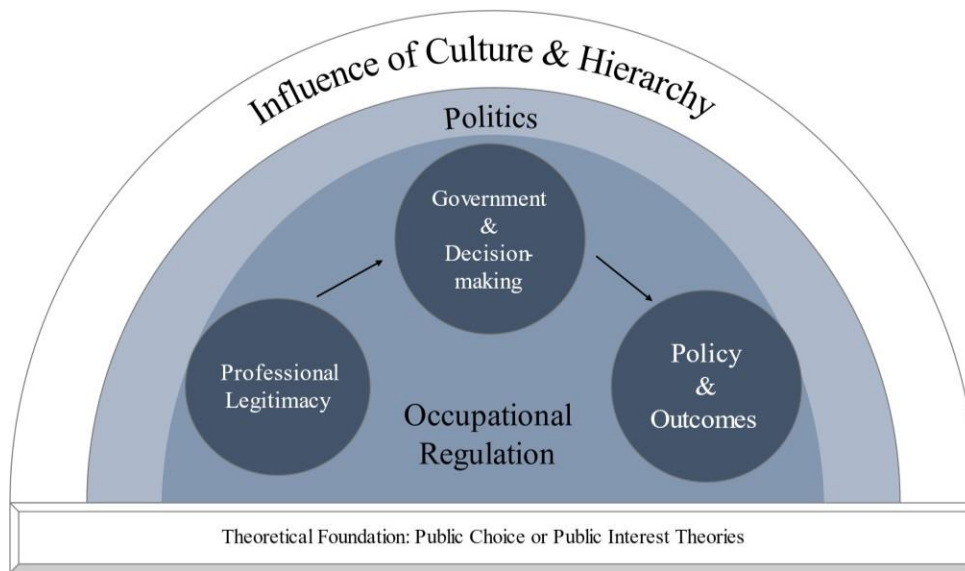 Influence of Culture & Hierarchy
Politics
Government
&
Decision-
making
Professional
Legitimacy
Policy
&
Outcomes
Occupational
Regulation
Theoretical Foundation: Public Choice or Public Interest Theories